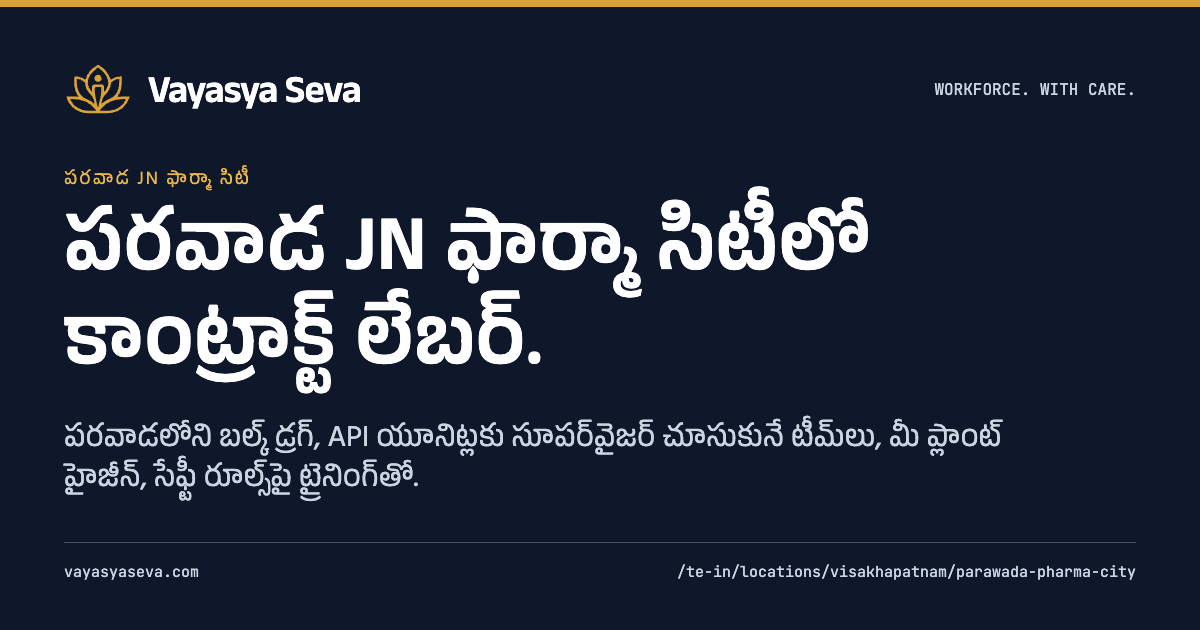 Vayasya Seva
WORKFORCE. WITH CARE.
పరవాడ JN ఫార్మా సిటీ
పరవాడ JN ఫార్మా సిటీలో
కాంట్రాక్ట్ లేబర్.
పరవాడలోని బల్క్ డ్రగ్, API యూనిట్లకు సూపర్‌వైజర్ చూసుకునే టీమ్‌లు, మీ ప్లాంట్
హైజీన్, సేఫ్టీ రూల్స్‌పై ట్రైనింగ్‌తో.
vayasyaseva.com
/te-in/locations/visakhapatnam/parawada-pharma-city